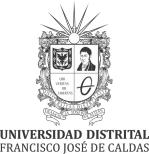 UNIVERSIDAD DISTRITAL
FRANCISCO JOSÉ DE CALDAS